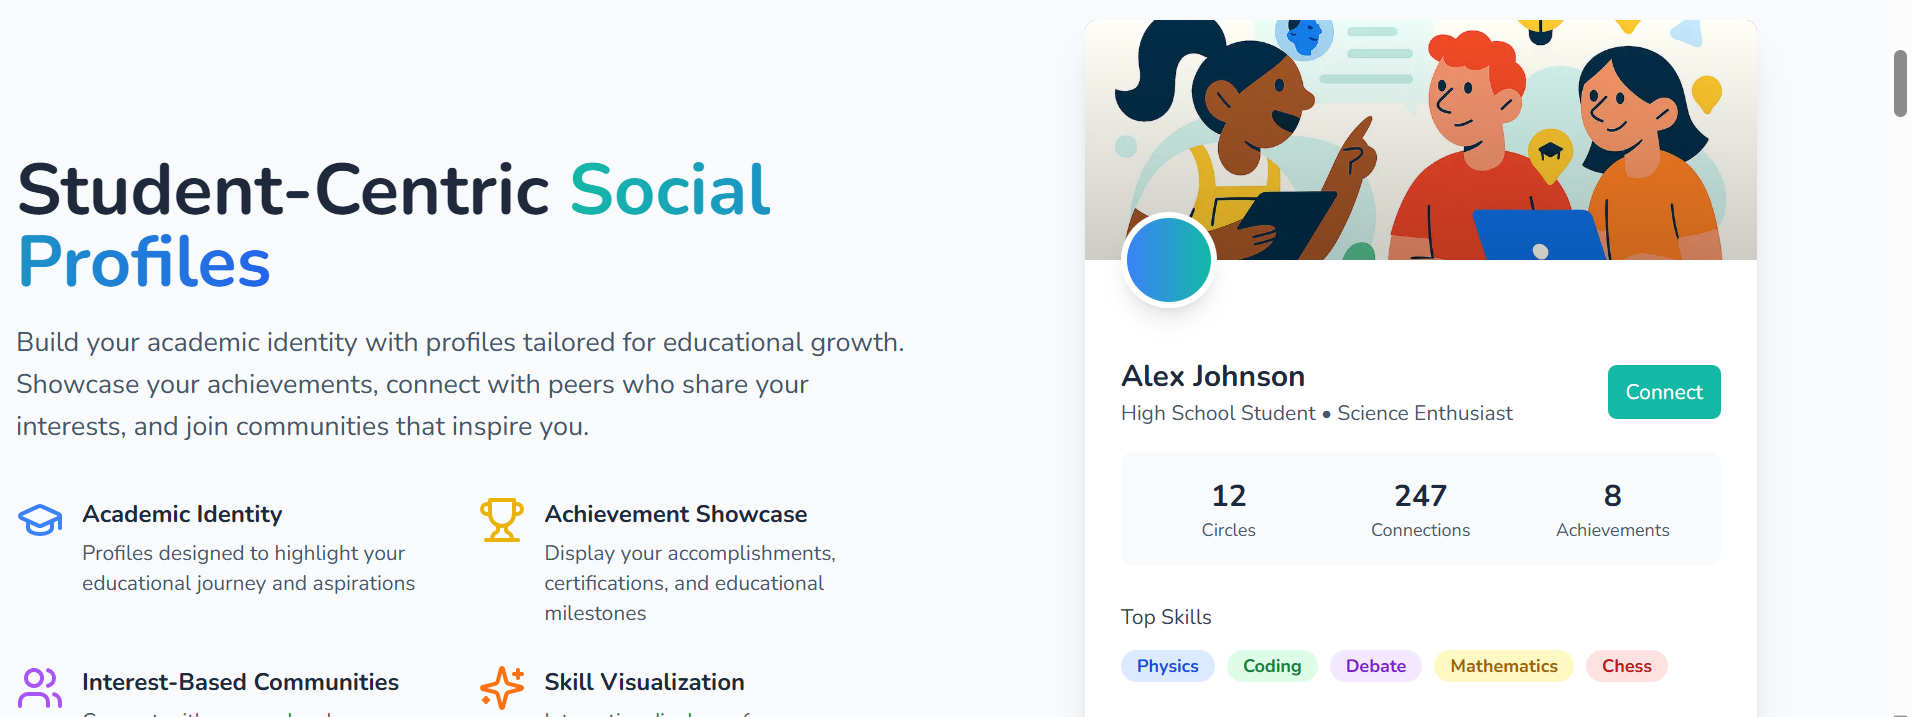 Student-Centric Social
Profiles
Build your academic identity with profiles tailored for educational growth.
Showcase your achievements, connect with peers who share your
interests, and join communities that inspire you.
Academic Identity
Profiles designed to highlight your
educational journey and aspirations
Achievement Showcase
Display your accomplishments,
certifications, and educational
milestones
Interest-Based Communities
Skill Visualization
Alex Johnson
High School Student • Science Enthusiast
Connect
12
Circles
247
Connections
8
Achievements
Top Skills
Physics
Coding
Debate
Mathematics
Chess